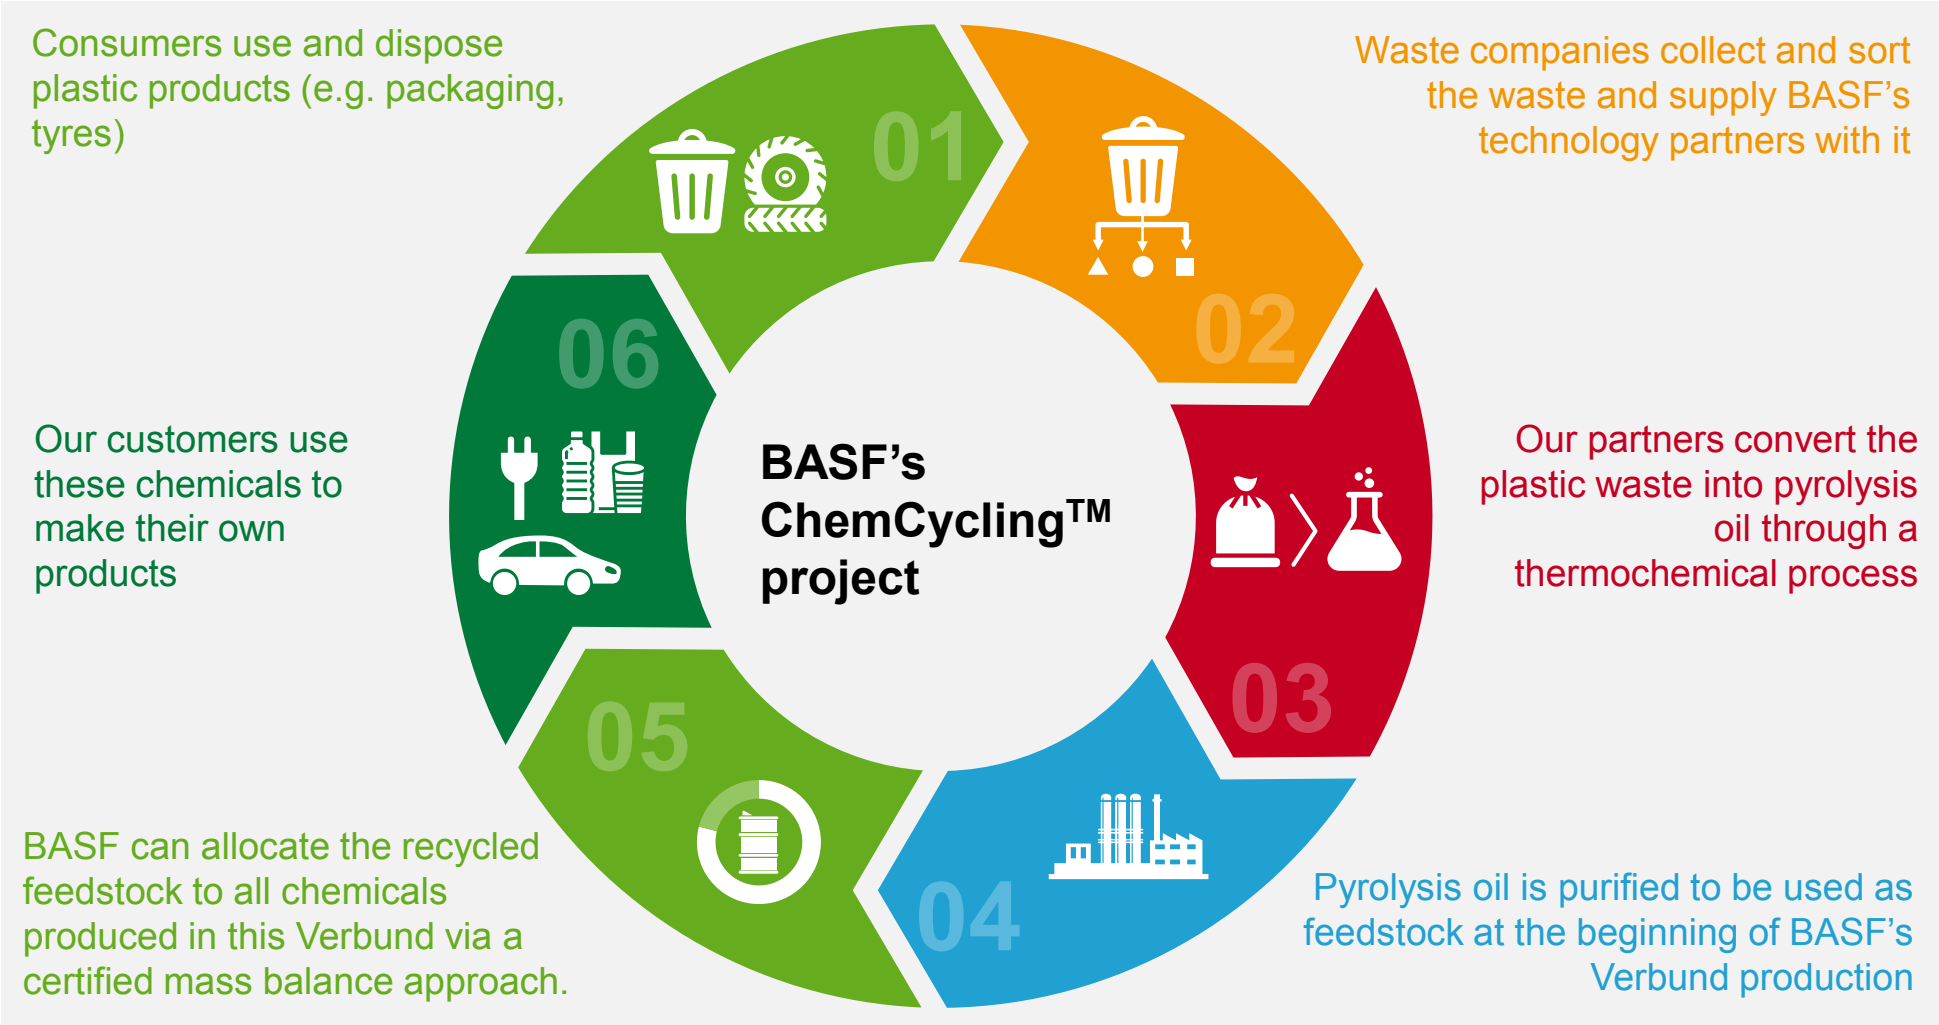 Consumers use and dispose
plastic products (e.g. packaging,
tyres)
01
Waste companies collect and sort
the waste and supply BASF's
technology partners with it
02
Our partners convert the
plastic waste into pyrolysis
oil through a
thermochemical process
03
Pyrolysis oil is purified to be used as
feedstock at the beginning of BASF's
Verbund production
04
BASF can allocate the recycled
feedstock to all chemicals
produced in this Verbund via a
certified mass balance approach.
05
Our customers use
these chemicals to
make their own
products
06
BASF's
ChemCycling™
project